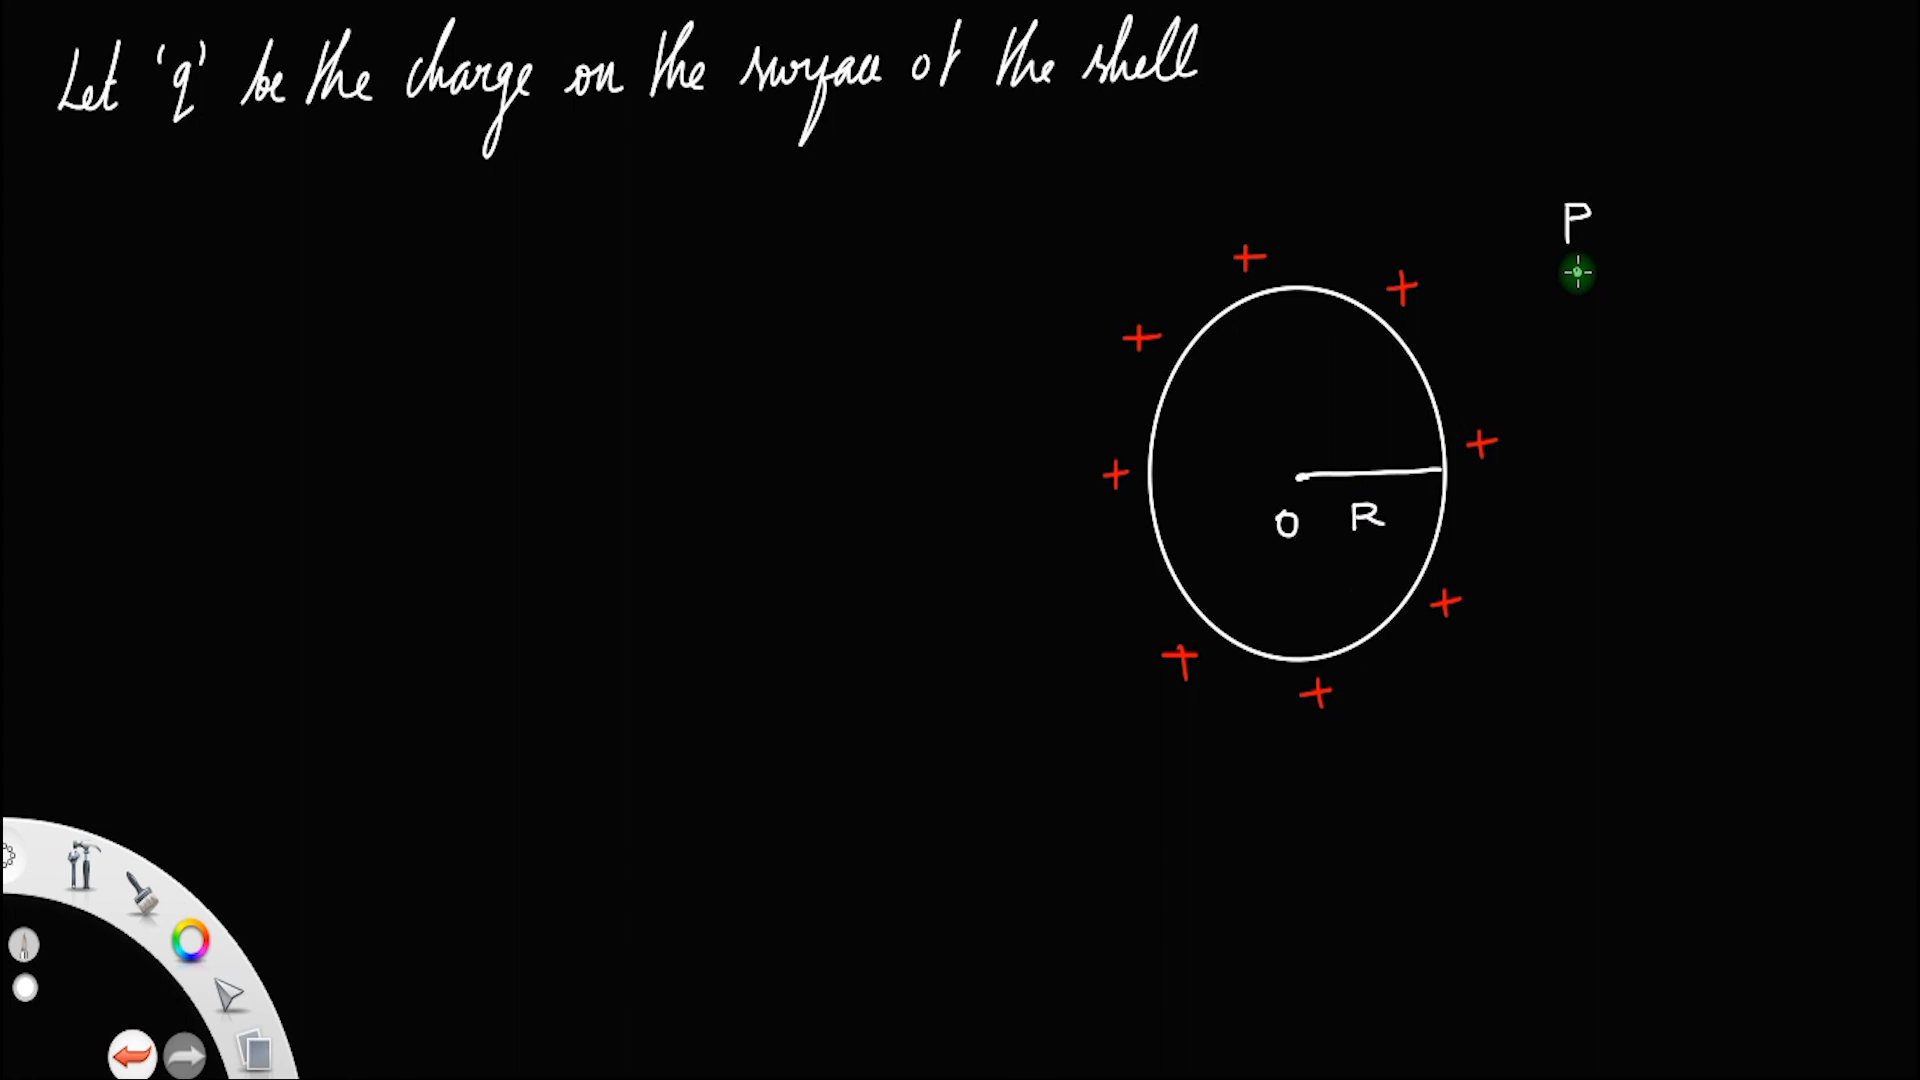 Let 'q' be the charge on the surface of the shell
P
O R